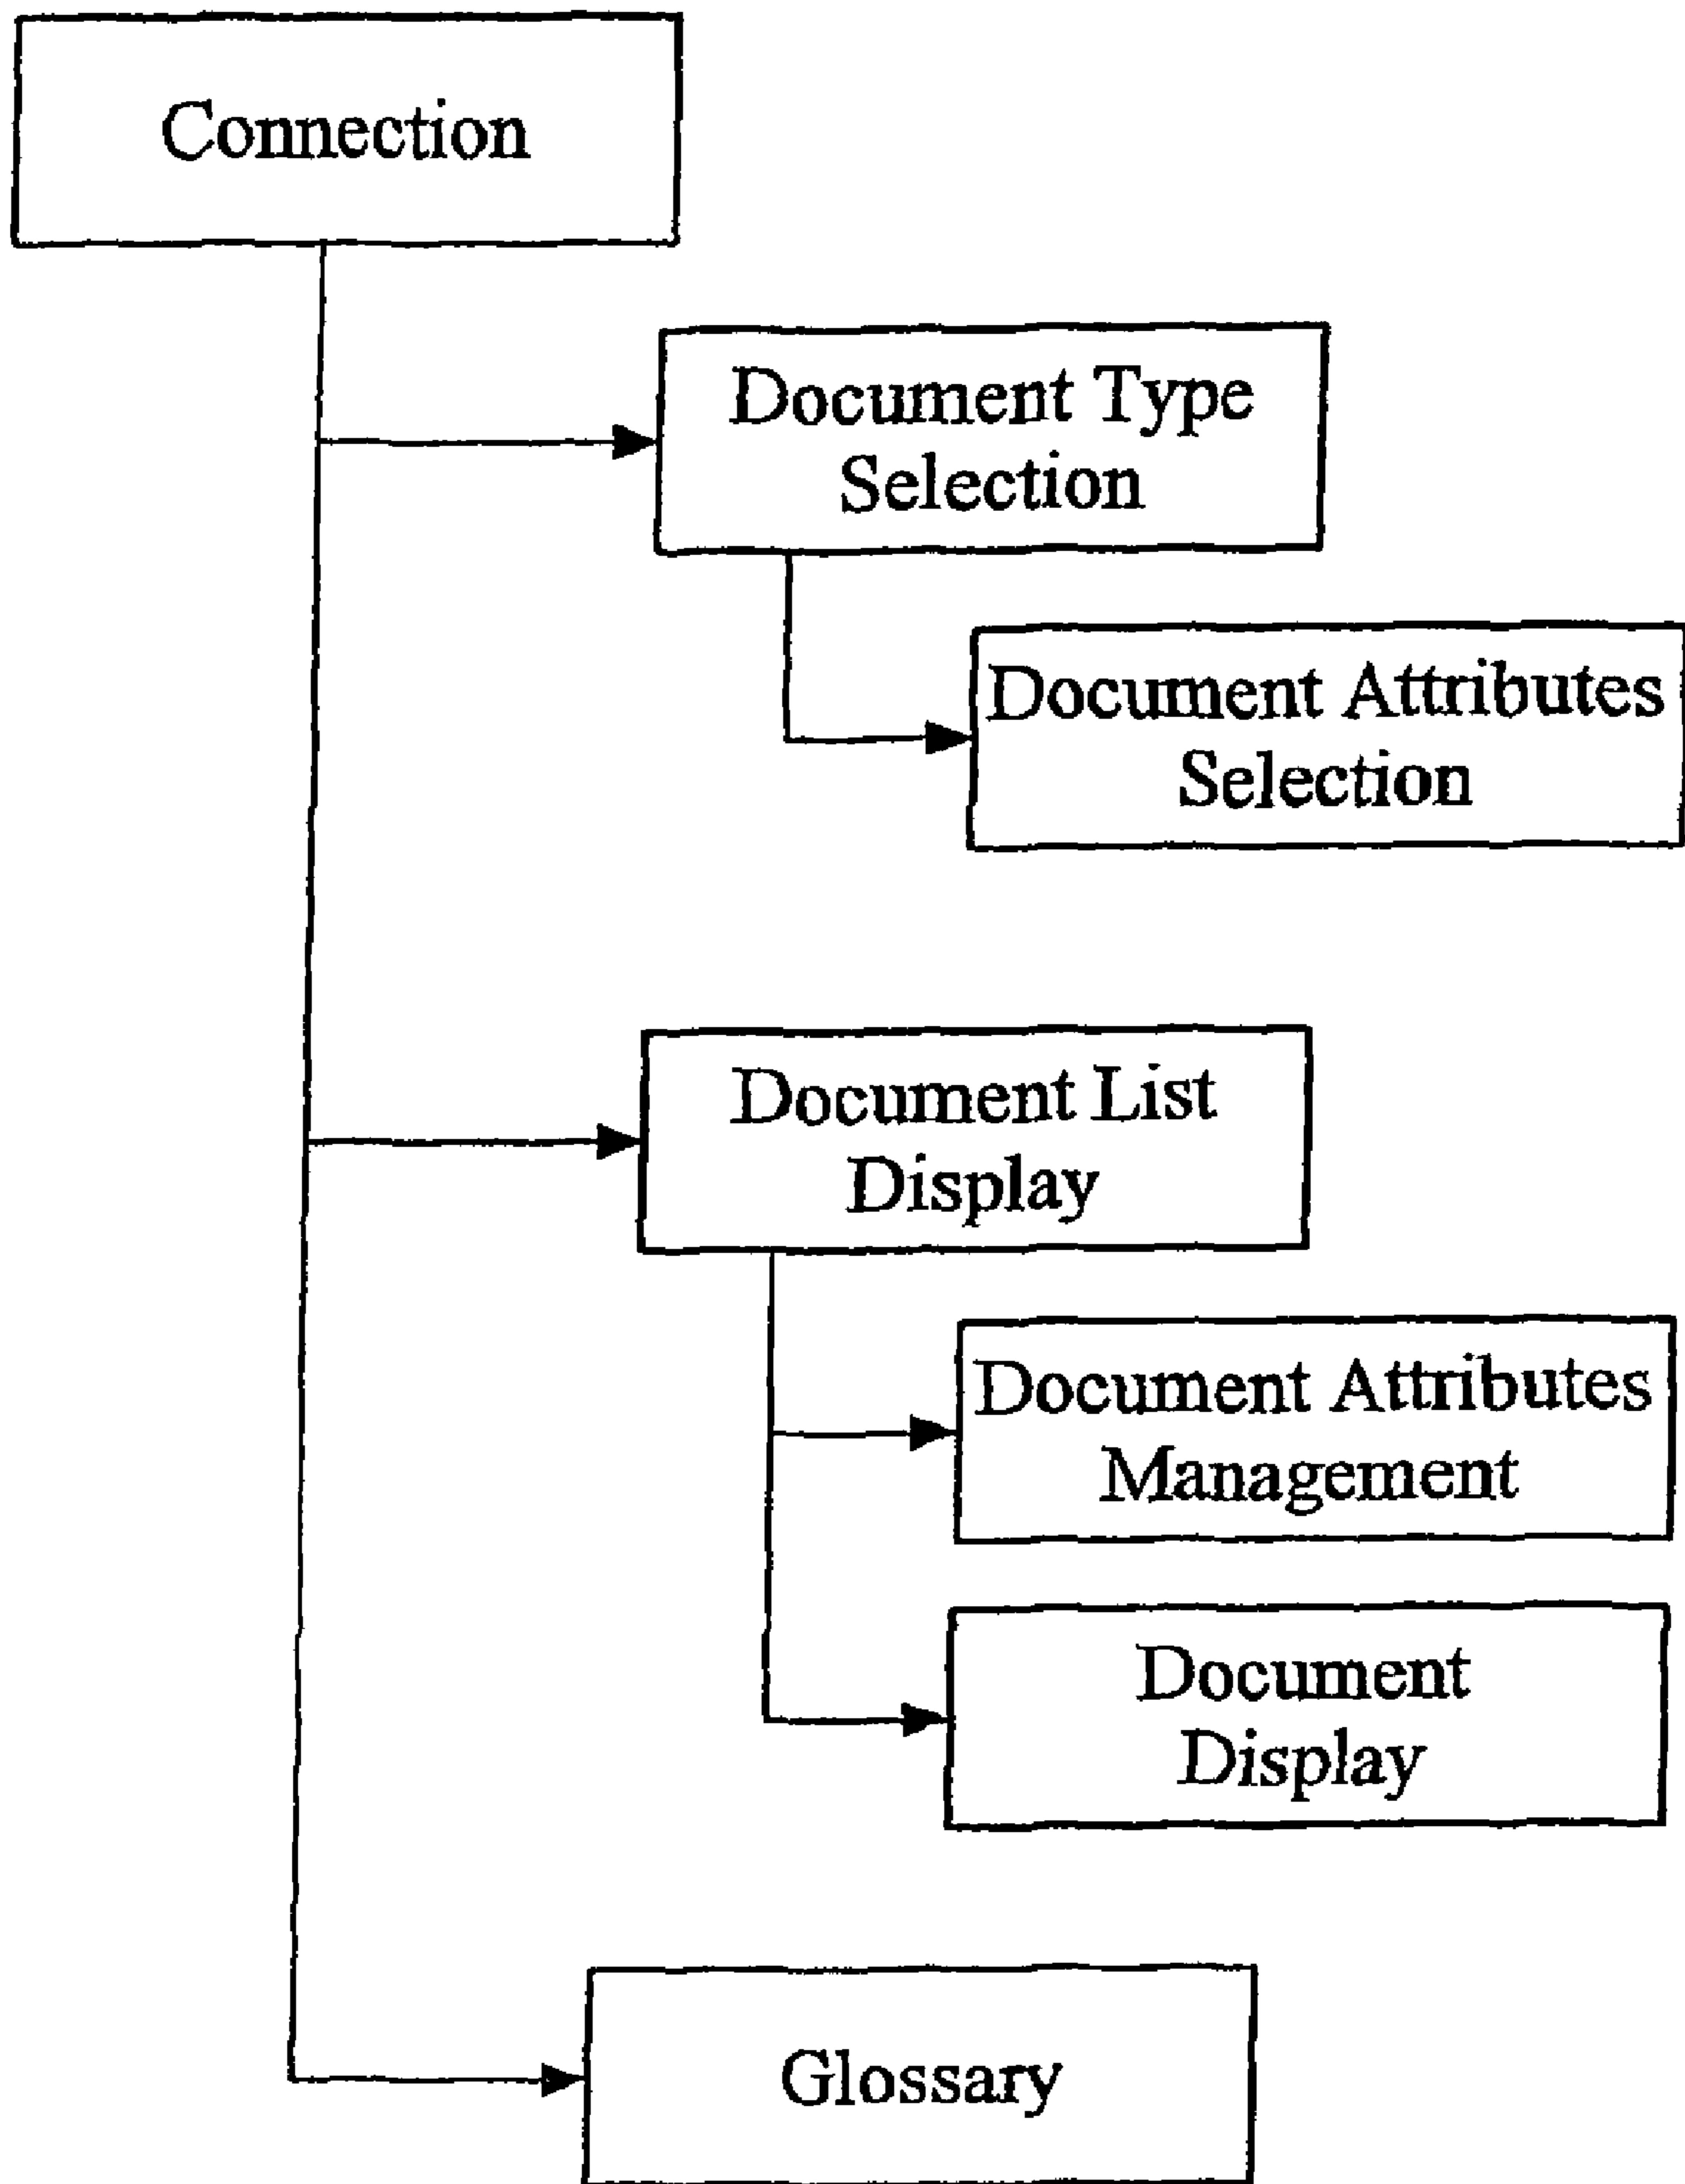 Connection
Document Type
Selection
Document Attributes
Selection
Document List
Display
Document Attributes
Management
Document
Display
Glossary